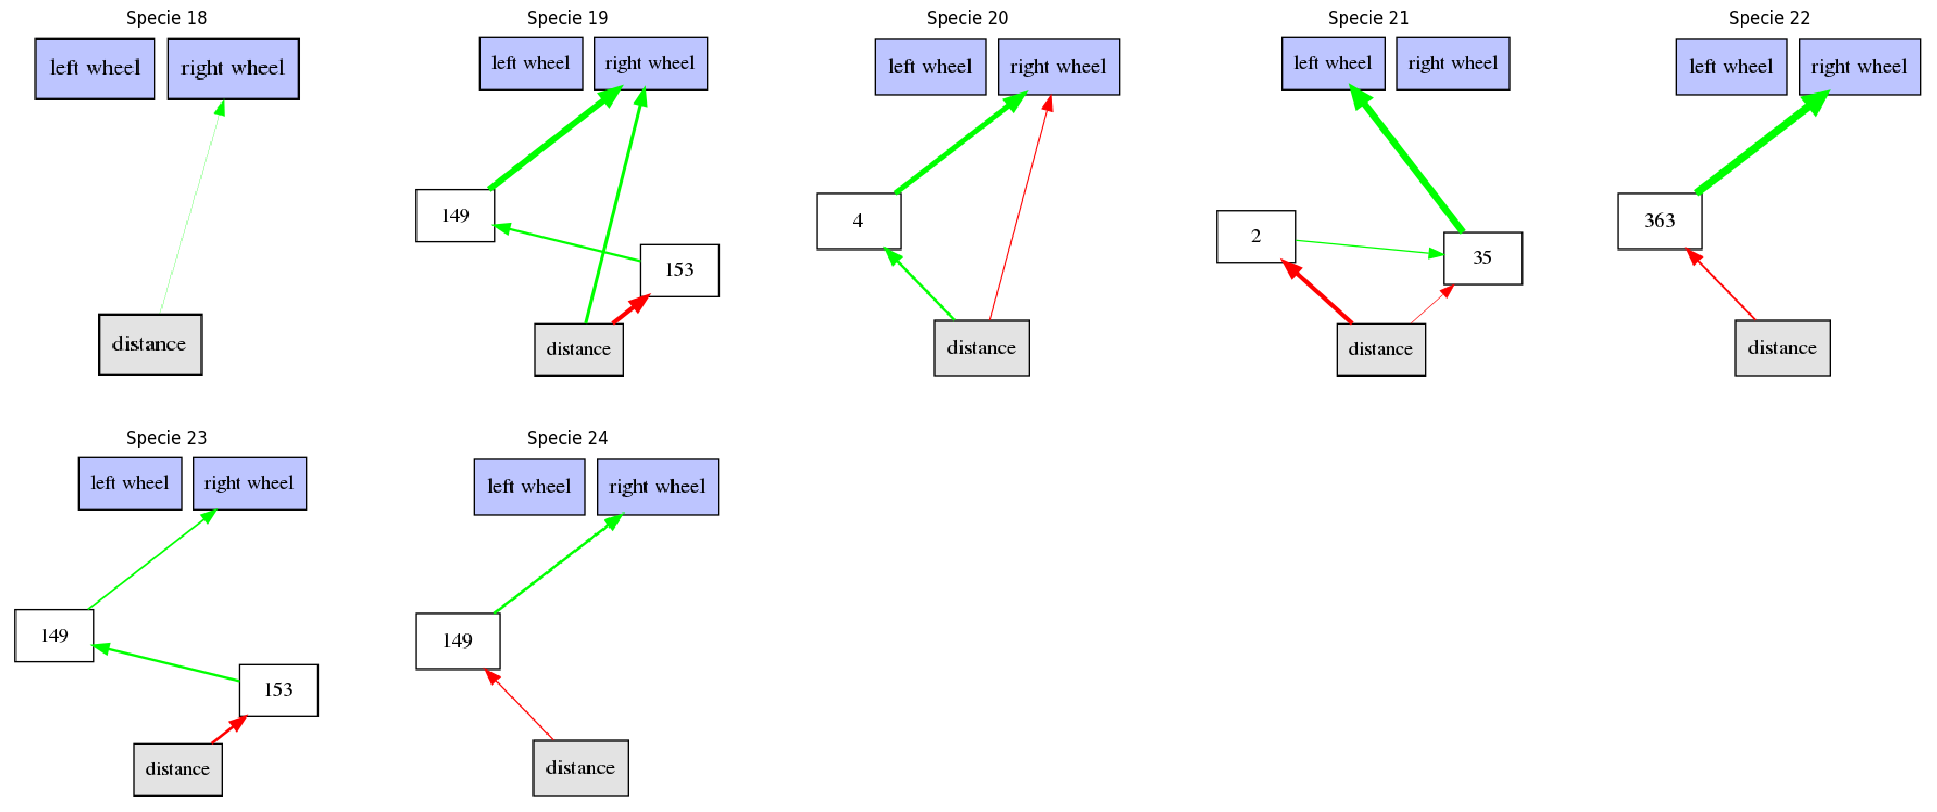 Specie 18
left wheel
right wheel
distance
Specie 19
left wheel
right wheel
149
153
distance
Specie 20
left wheel
right wheel
4
distance
Specie 21
left wheel
right wheel
2
35
distance
Specie 22
left wheel
right wheel
363
distance
Specie 23
left wheel
right wheel
149
153
distance
Specie 24
left wheel
right wheel
149
distance